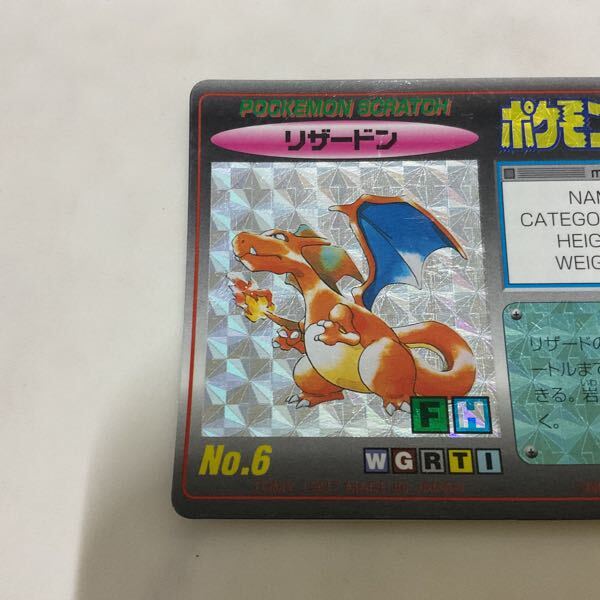 POCKEMON SCRATCH
リザードン
ポケモン
NAM
CATEGO
HEIG
WEIG
リザードの
ートルまで
きる。岩
く。
F H
No.6
W G R T I